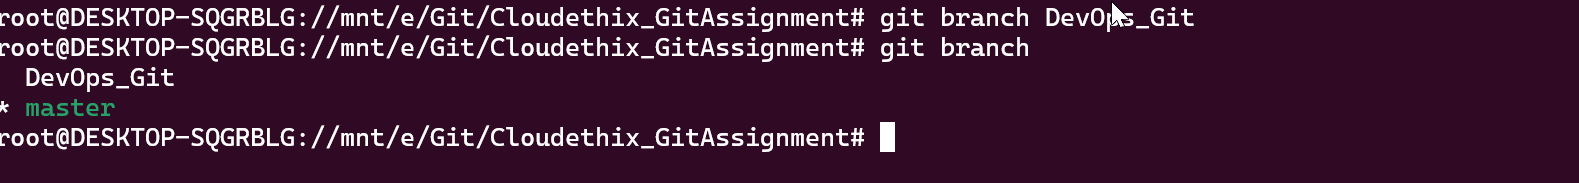 root@DESKTOP-SQGRBLG://mnt/e/Git/Cloudethix_GitAssignment# git branch DevOps_Git
root@DESKTOP-SQGRBLG://mnt/e/Git/Cloudethix_GitAssignment# git branch
  DevOps_Git
* master
root@DESKTOP-SQGRBLG://mnt/e/Git/Cloudethix_GitAssignment#